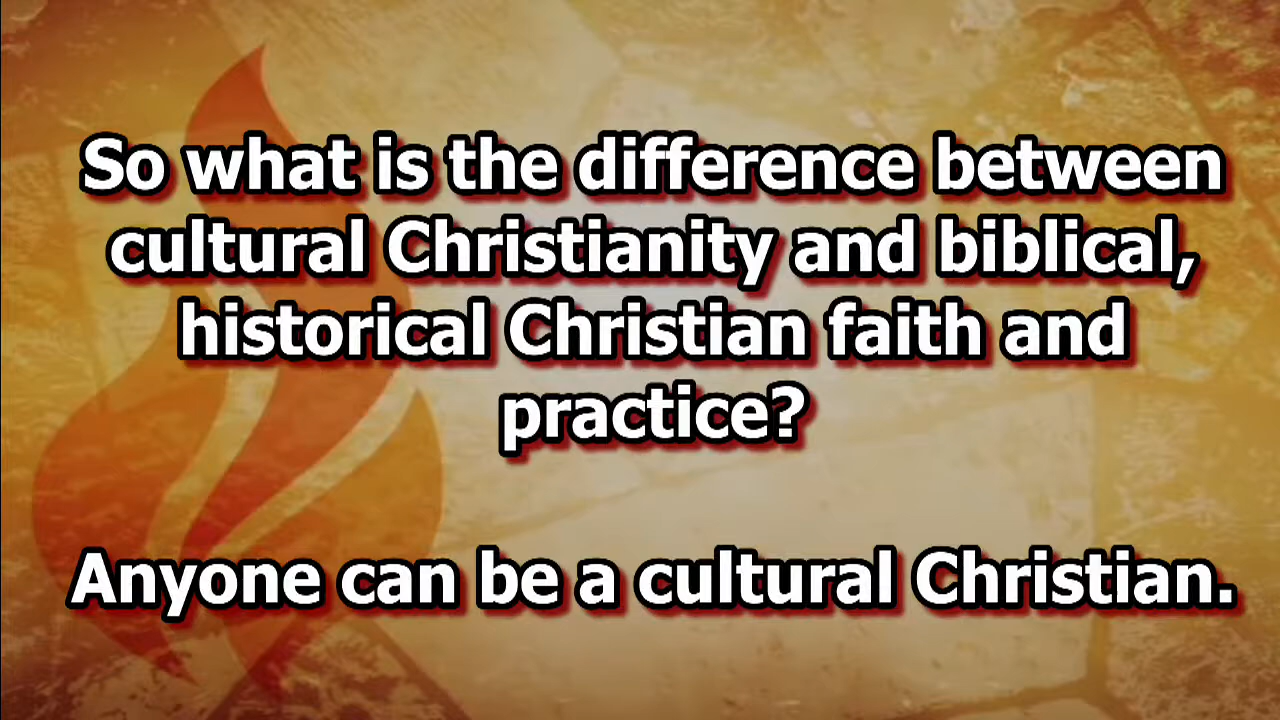 So what is the difference between
cultural Christianity and biblical,
historical Christian faith and
practice?
Anyone can be a cultural Christian.